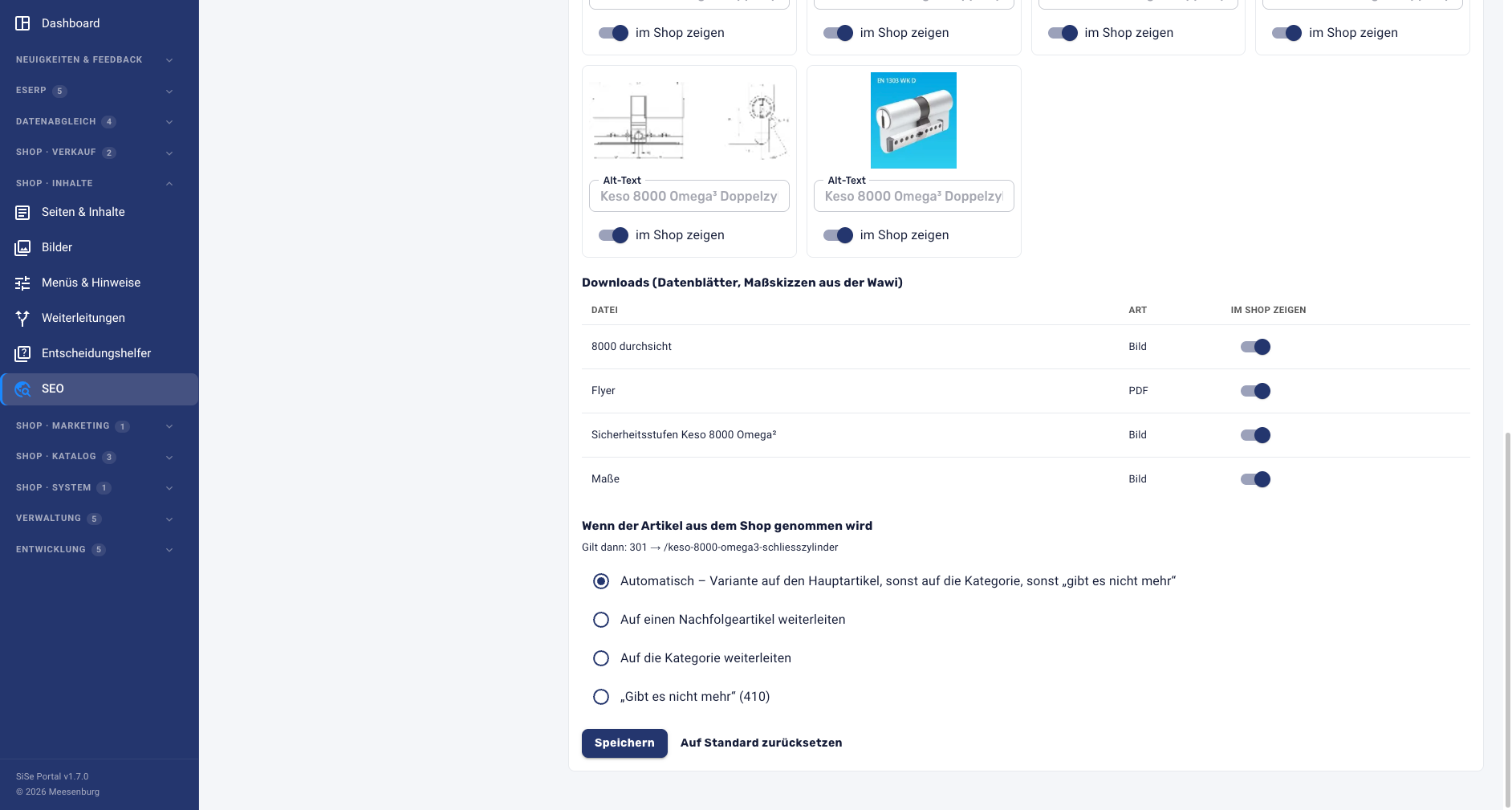 Dashboard
NEUIGKEITEN & FEEDBACK
ESERP 5
DATENABGLEICH 4
SHOP · VERKAUF 2
SHOP · INHALTE
Seiten & Inhalte
Bilder
Menüs & Hinweise
Weiterleitungen
Entscheidungshelfer
SEO
SHOP · MARKETING 1
SHOP · KATALOG 3
SHOP · SYSTEM 1
VERWALTUNG 5
ENTWICKLUNG 5
SiSe Portal v1.7.0
© 2026 Meesenburg
im Shop zeigen
im Shop zeigen
im Shop zeigen
im Shop zeigen
EN 1303 WK D
Alt-Text
Keso 8000 Omega³ Doppelzy
im Shop zeigen
Alt-Text
Keso 8000 Omega³ Doppelzy
im Shop zeigen
Downloads (Datenblätter, Maßskizzen aus der Wawi)
DATEI ART IM SHOP ZEIGEN
8000 durchsicht Bild
Flyer PDF
Sicherheitsstufen Keso 8000 Omega² Bild
Maße Bild
Wenn der Artikel aus dem Shop genommen wird
Gilt dann: 301 → /keso-8000-omega3-schliesszylinder
Automatisch – Variante auf den Hauptartikel, sonst auf die Kategorie, sonst „gibt es nicht mehr“
Auf einen Nachfolgeartikel weiterleiten
Auf die Kategorie weiterleiten
„Gibt es nicht mehr“ (410)
Speichern Auf Standard zurücksetzen